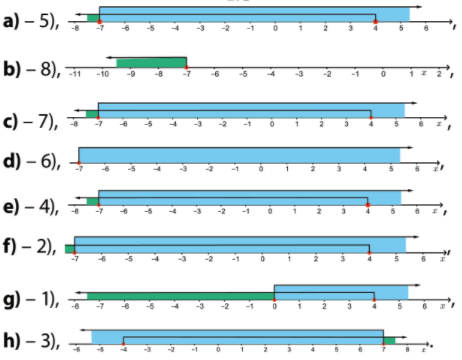 a) – 5),
-8 -7 -6 -5 -4 -3 -2 -1 0 1 2 3 4 5 6 x ,
b) – 8),
-11 -10 -9 -8 -7 -6 -5 -4 -3 -2 -1 0 1 x 2 ,
c) – 7),
-8 -7 -6 -5 -4 -3 -2 -1 0 1 2 3 4 5 6 x ,
d) – 6),
-7 -6 -5 -4 -3 -2 -1 0 1 2 3 4 5 6 x ,
e) – 4),
-8 -7 -6 -5 -4 -3 -2 -1 0 1 2 3 4 5 6 x ,
f) – 2),
-7 -6 -5 -4 -3 -2 -1 0 1 2 3 4 5 6 x ,
g) – 1),
-8 -7 -6 -5 -4 -3 -2 -1 0 1 2 3 4 5 6 x ,
h) – 3),
-6 -5 -4 -3 -2 -1 0 1 2 3 4 5 6 7 8 x .